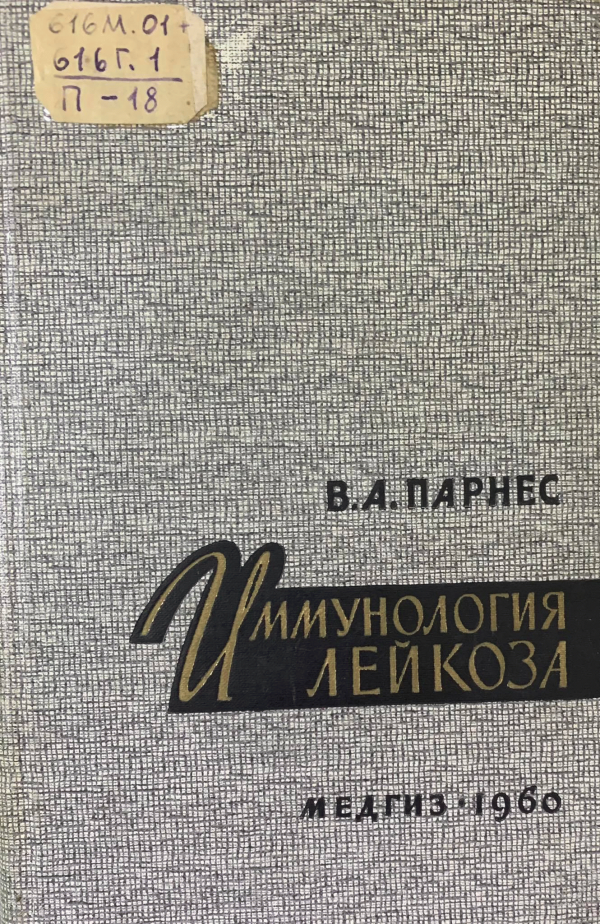 616М.01+
616Г.1
П-18
В.А.ПАРНЕС
ИММУНОЛОГИЯ
ЛЕЙКОЗА
МЕДГИЗ·1960